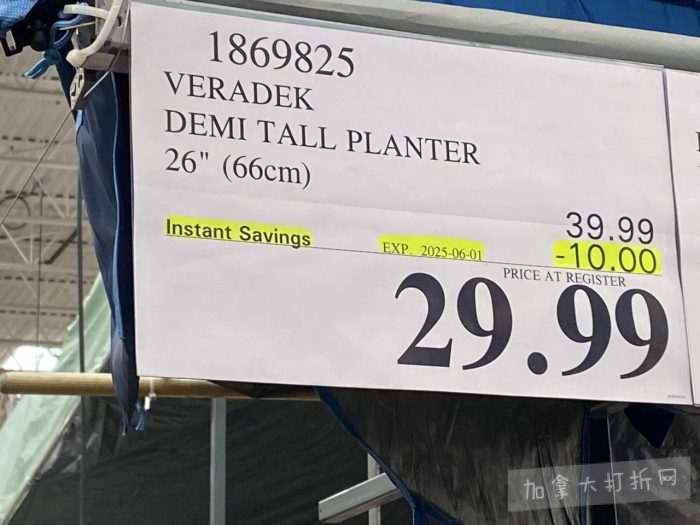 1869825
VERADEK
DEMI TALL PLANTER
26" (66cm)
39.99
Instant Savings EXP. 2025-06-01 -10.00
PRICE AT REGISTER
29.99
加拿大打折网